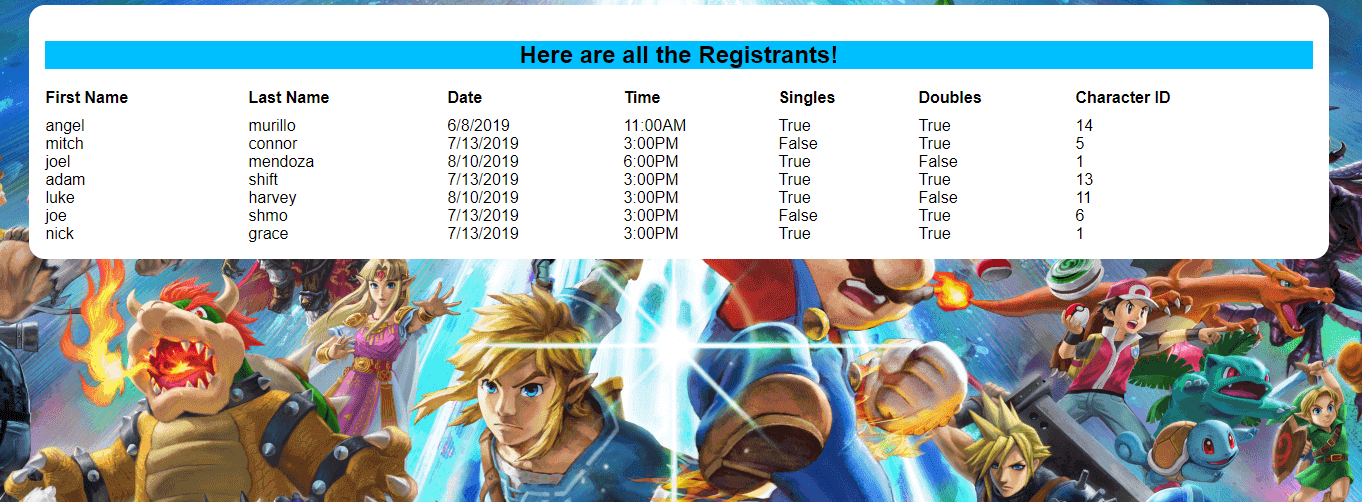 Here are all the Registrants!
First Name Last Name Date Time Singles Doubles Character ID
angel murillo 6/8/2019 11:00AM True True 14
mitch connor 7/13/2019 3:00PM False True 5
joel mendoza 8/10/2019 6:00PM True False 1
adam shift 7/13/2019 3:00PM True True 13
luke harvey 8/10/2019 3:00PM True False 11
joe shmo 7/13/2019 3:00PM False True 6
nick grace 7/13/2019 3:00PM True True 1